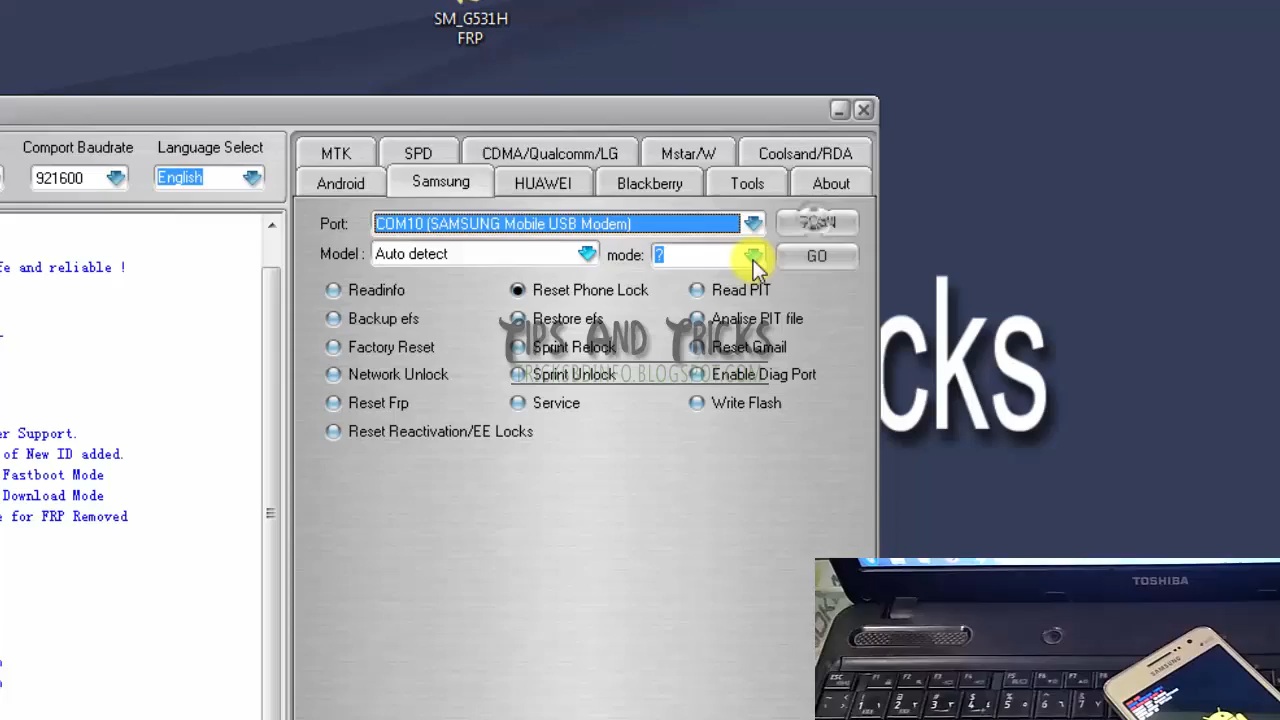 SM_G531H
FRP
Comport Baudrate
Language Select
921600
English
MTK
SPD
CDMA/Qualcomm/LG
Mstar/W
Coolsand/RDA
Android
Samsung
HUAWEI
Blackberry
Tools
About
Port:
COM10 (SAMSUNG Mobile USB Modem)
Model :
Auto detect
mode:
?
GO
fe and reliable !
Readinfo
Reset Phone Lock
Read PIT
Backup efs
Restore efs
Analise PIT file
Factory Reset
Sprint Relock
Reset Gmail
Network Unlock
Sprint Unlock
Enable Diag Port
Reset Frp
Service
Write Flash
Reset Reactivation/EE Locks
Tips And Tricks
er Support.
of New ID added.
Fastboot Mode
Download Mode
e for FRP Removed
cks
TOSHIBA
SAMSUNG